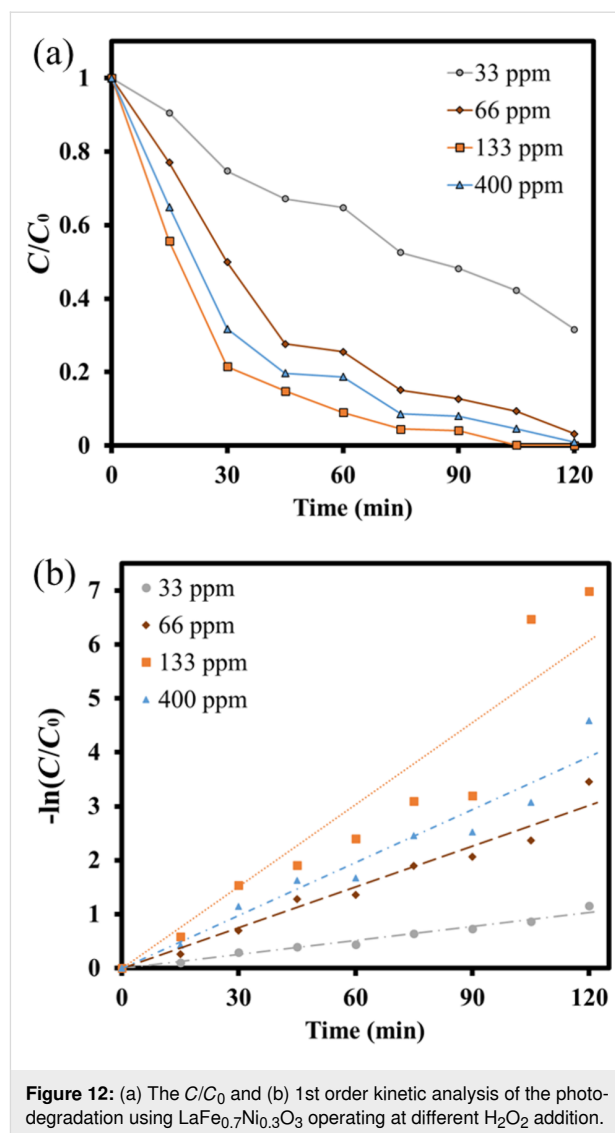 (a)
1
0.8
0.6
0.4
0.2
0
C/C₀
33 ppm
66 ppm
133 ppm
400 ppm
0 30 60 90 120
Time (min)
(b)
7
6
5
4
3
2
1
0
-ln(C/C₀)
33 ppm
66 ppm
133 ppm
400 ppm
0 30 60 90 120
Time (min)
Figure 12: (a) The C/C₀ and (b) 1st order kinetic analysis of the photo-
degradation using LaFe₀.₇Ni₀.₃O₃ operating at different H₂O₂ addition.